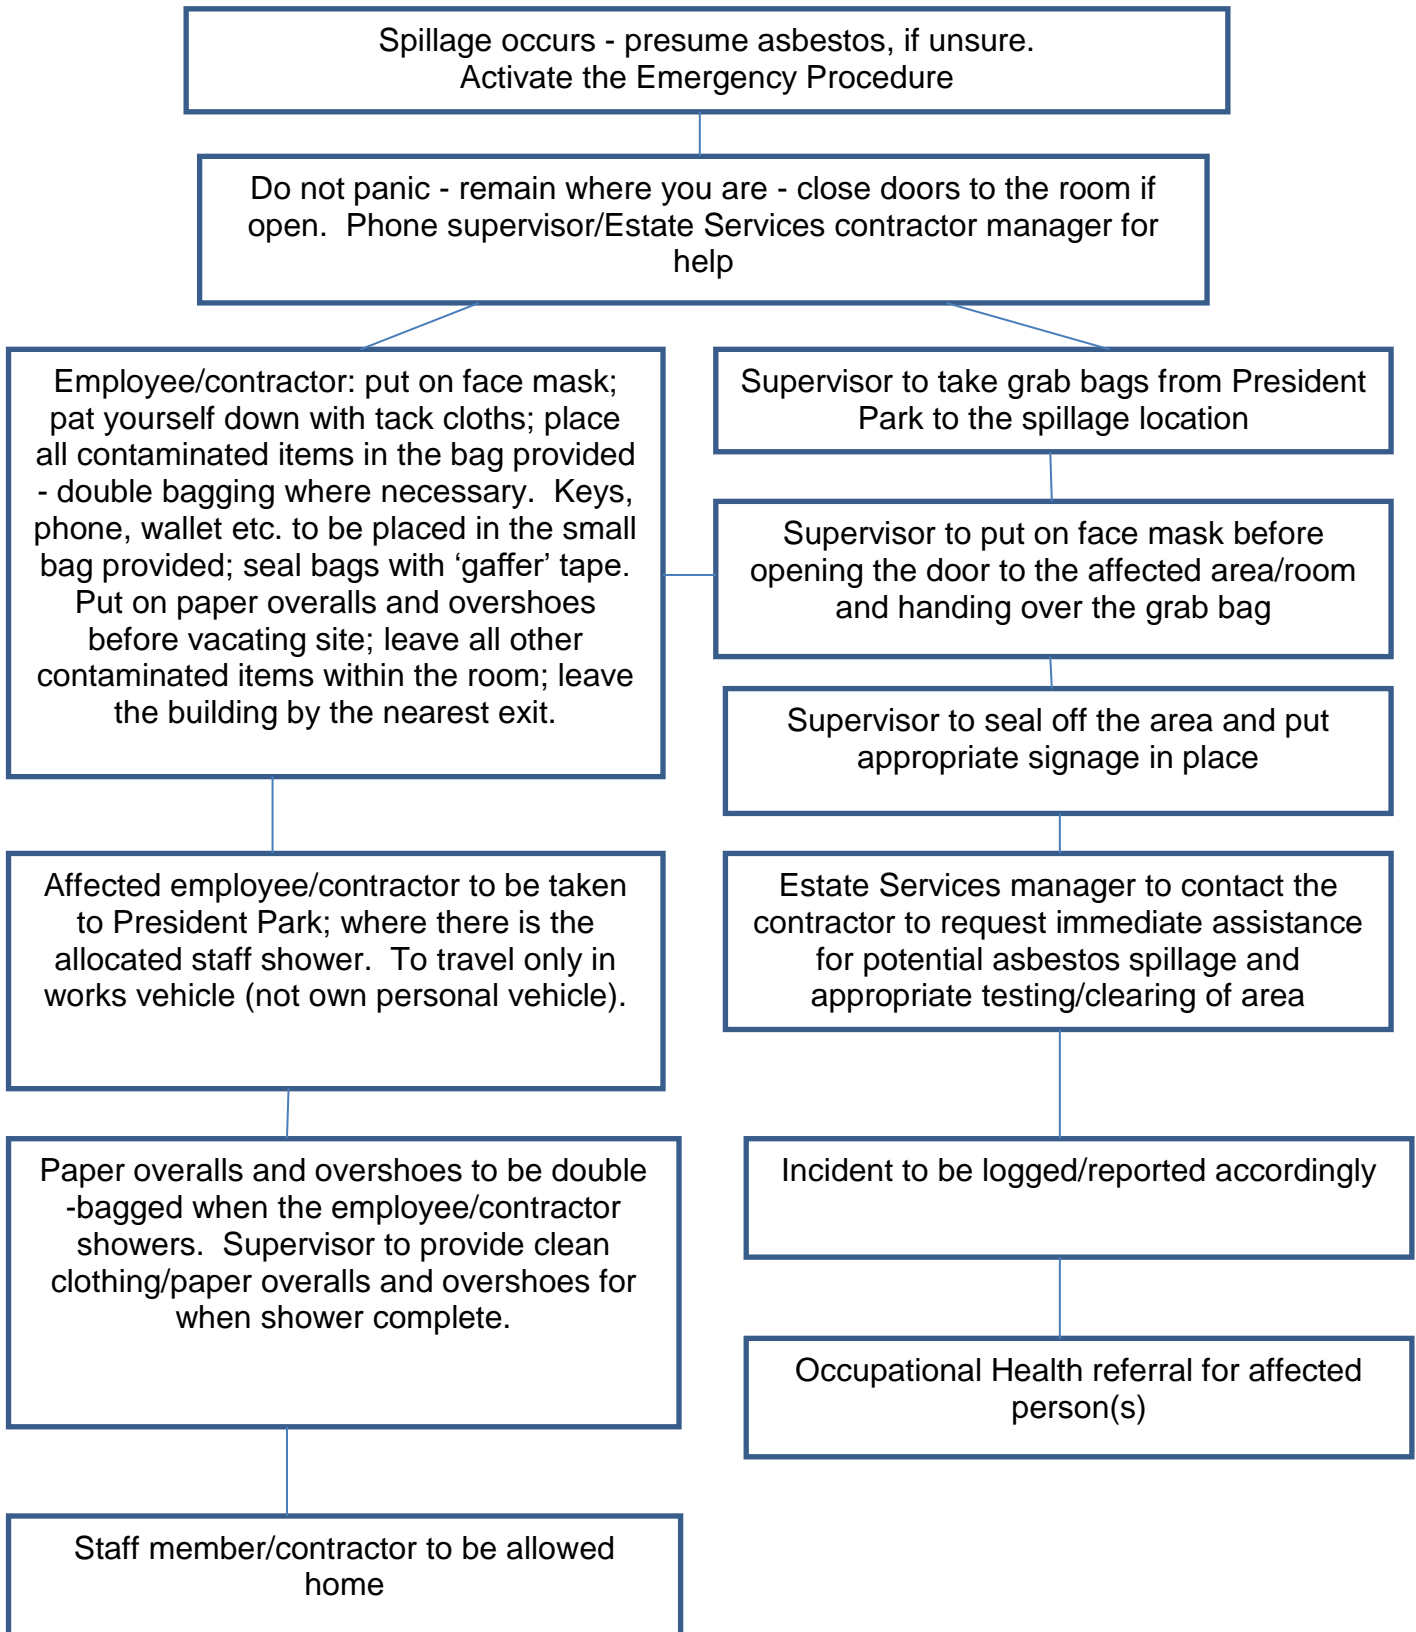 Spillage occurs - presume asbestos, if unsure.
Activate the Emergency Procedure
Do not panic - remain where you are - close doors to the room if
open.  Phone supervisor/Estate Services contractor manager for
help
Employee/contractor: put on face mask;
pat yourself down with tack cloths; place
all contaminated items in the bag provided
- double bagging where necessary.  Keys,
phone, wallet etc. to be placed in the small
bag provided; seal bags with ‘gaffer’ tape.
Put on paper overalls and overshoes
before vacating site; leave all other
contaminated items within the room; leave
the building by the nearest exit.
Supervisor to take grab bags from President
Park to the spillage location
Supervisor to put on face mask before
opening the door to the affected area/room
and handing over the grab bag
Supervisor to seal off the area and put
appropriate signage in place
Affected employee/contractor to be taken
to President Park; where there is the
allocated staff shower.  To travel only in
works vehicle (not own personal vehicle).
Estate Services manager to contact the
contractor to request immediate assistance
for potential asbestos spillage and
appropriate testing/clearing of area
Paper overalls and overshoes to be double
-bagged when the employee/contractor
showers.  Supervisor to provide clean
clothing/paper overalls and overshoes for
when shower complete.
Incident to be logged/reported accordingly
Occupational Health referral for affected
person(s)
Staff member/contractor to be allowed
home